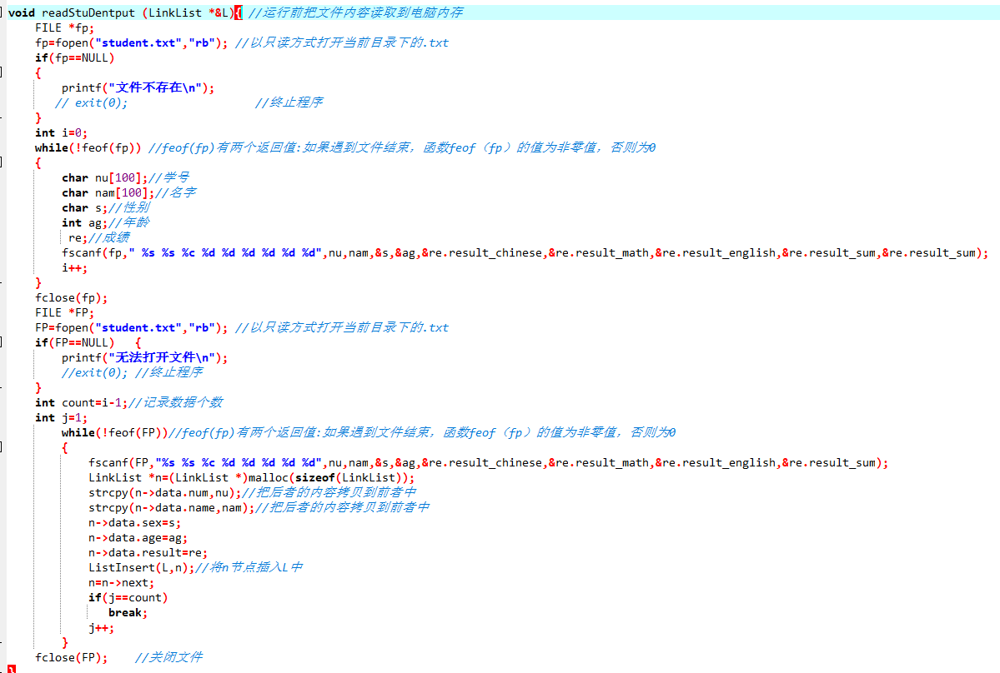 void readStuDentput (LinkList *&L){ //运行前把文件内容读取到电脑内存
FILE *fp;
fp=fopen("student.txt","rb"); //以只读方式打开当前目录下的.txt
if(fp==NULL)
{
printf("文件不存在\n");
// exit(0); //终止程序
}
int i=0;
while(!feof(fp)) //feof(fp)有两个返回值:如果遇到文件结束，函数feof（fp）的值为非零值，否则为0
{
char nu[100];//学号
char nam[100];//名字
char s;//性别
int ag;//年龄
re;//成绩
fscanf(fp," %s %s %c %d %d %d %d %d %d",nu,nam,&s,&ag,&re.result_chinese,&re.result_math,&re.result_english,&re.result_sum,&re.result_sum);
i++;
}
fclose(fp);
FILE *FP;
FP=fopen("student.txt","rb"); //以只读方式打开当前目录下的.txt
if(FP==NULL) {
printf("无法打开文件\n");
//exit(0); //终止程序
}
int count=i-1;//记录数据个数
int j=1;
while(!feof(FP))//feof(fp)有两个返回值:如果遇到文件结束，函数feof（fp）的值为非零值，否则为0
{
fscanf(FP,"%s %s %c %d %d %d %d %d",nu,nam,&s,&ag,&re.result_chinese,&re.result_math,&re.result_english,&re.result_sum);
LinkList *n=(LinkList *)malloc(sizeof(LinkList));
strcpy(n->data.num,nu);//把后者的内容拷贝到前者中
strcpy(n->data.name,nam);//把后者的内容拷贝到前者中
n->data.sex=s;
n->data.age=ag;
n->data.result=re;
ListInsert(L,n);//将n节点插入L中
n=n->next;
if(j==count)
break;
j++;
}
fclose(FP); //关闭文件
}